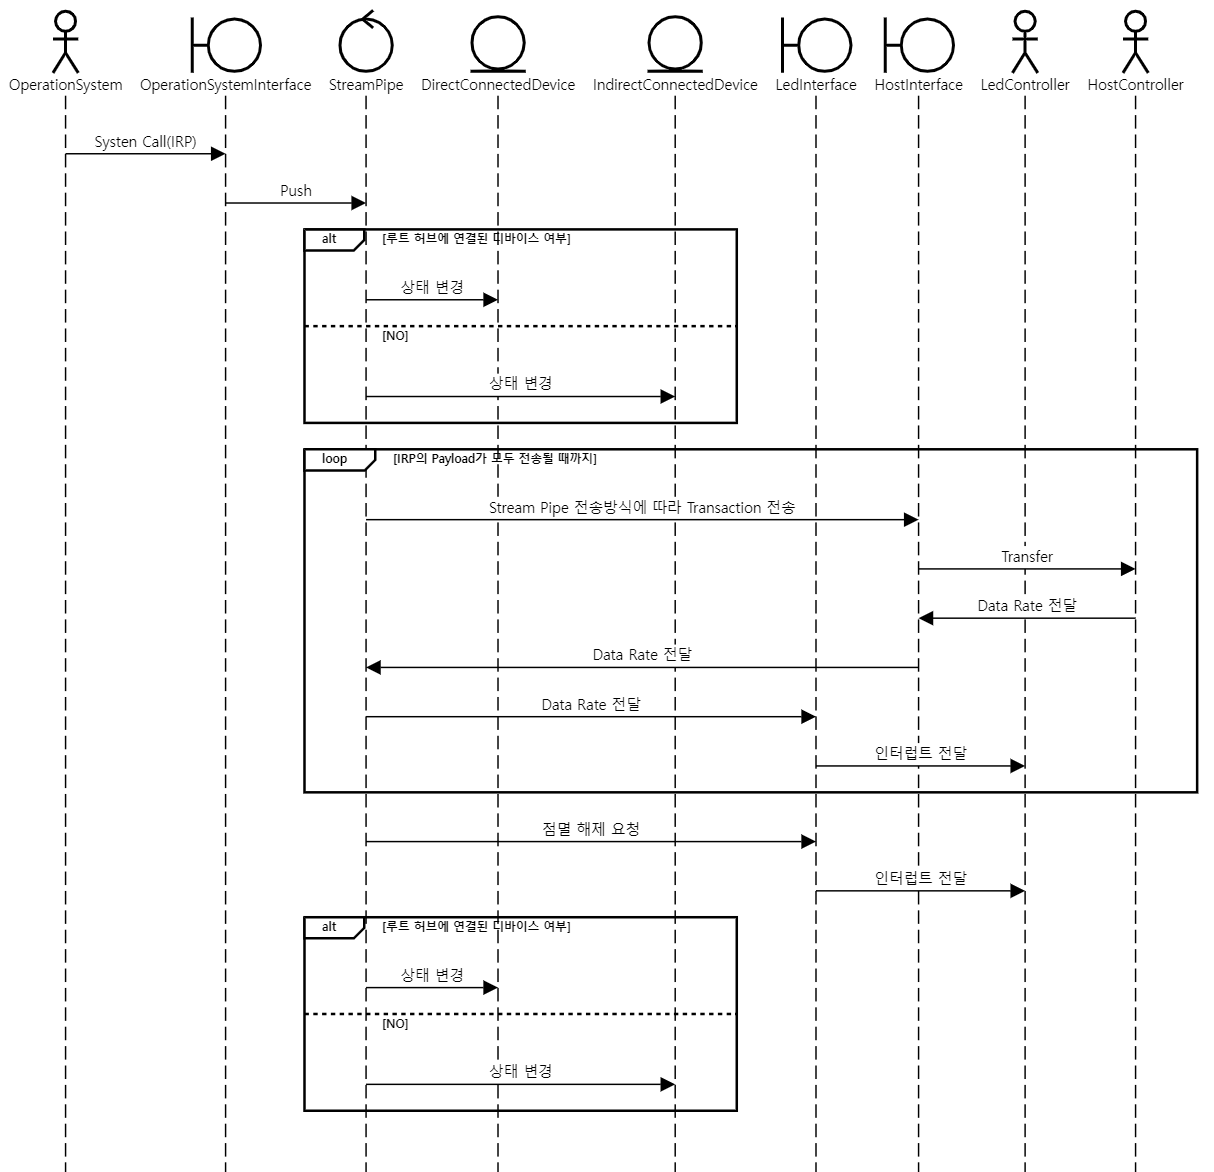 OperationSystem
OperationSystemInterface
StreamPipe
DirectConnectedDevice
IndirectConnectedDevice
LedInterface
HostInterface
LedController
HostController
Systen Call(IRP)
Push
alt
[루트 허브에 연결된 디바이스 여부]
상태 변경
[NO]
상태 변경
loop
[IRP의 Payload가 모두 전송될 때까지]
Stream Pipe 전송방식에 따라 Transaction 전송
Transfer
Data Rate 전달
Data Rate 전달
Data Rate 전달
인터럽트 전달
점멸 해제 요청
인터럽트 전달
alt
[루트 허브에 연결된 디바이스 여부]
상태 변경
[NO]
상태 변경